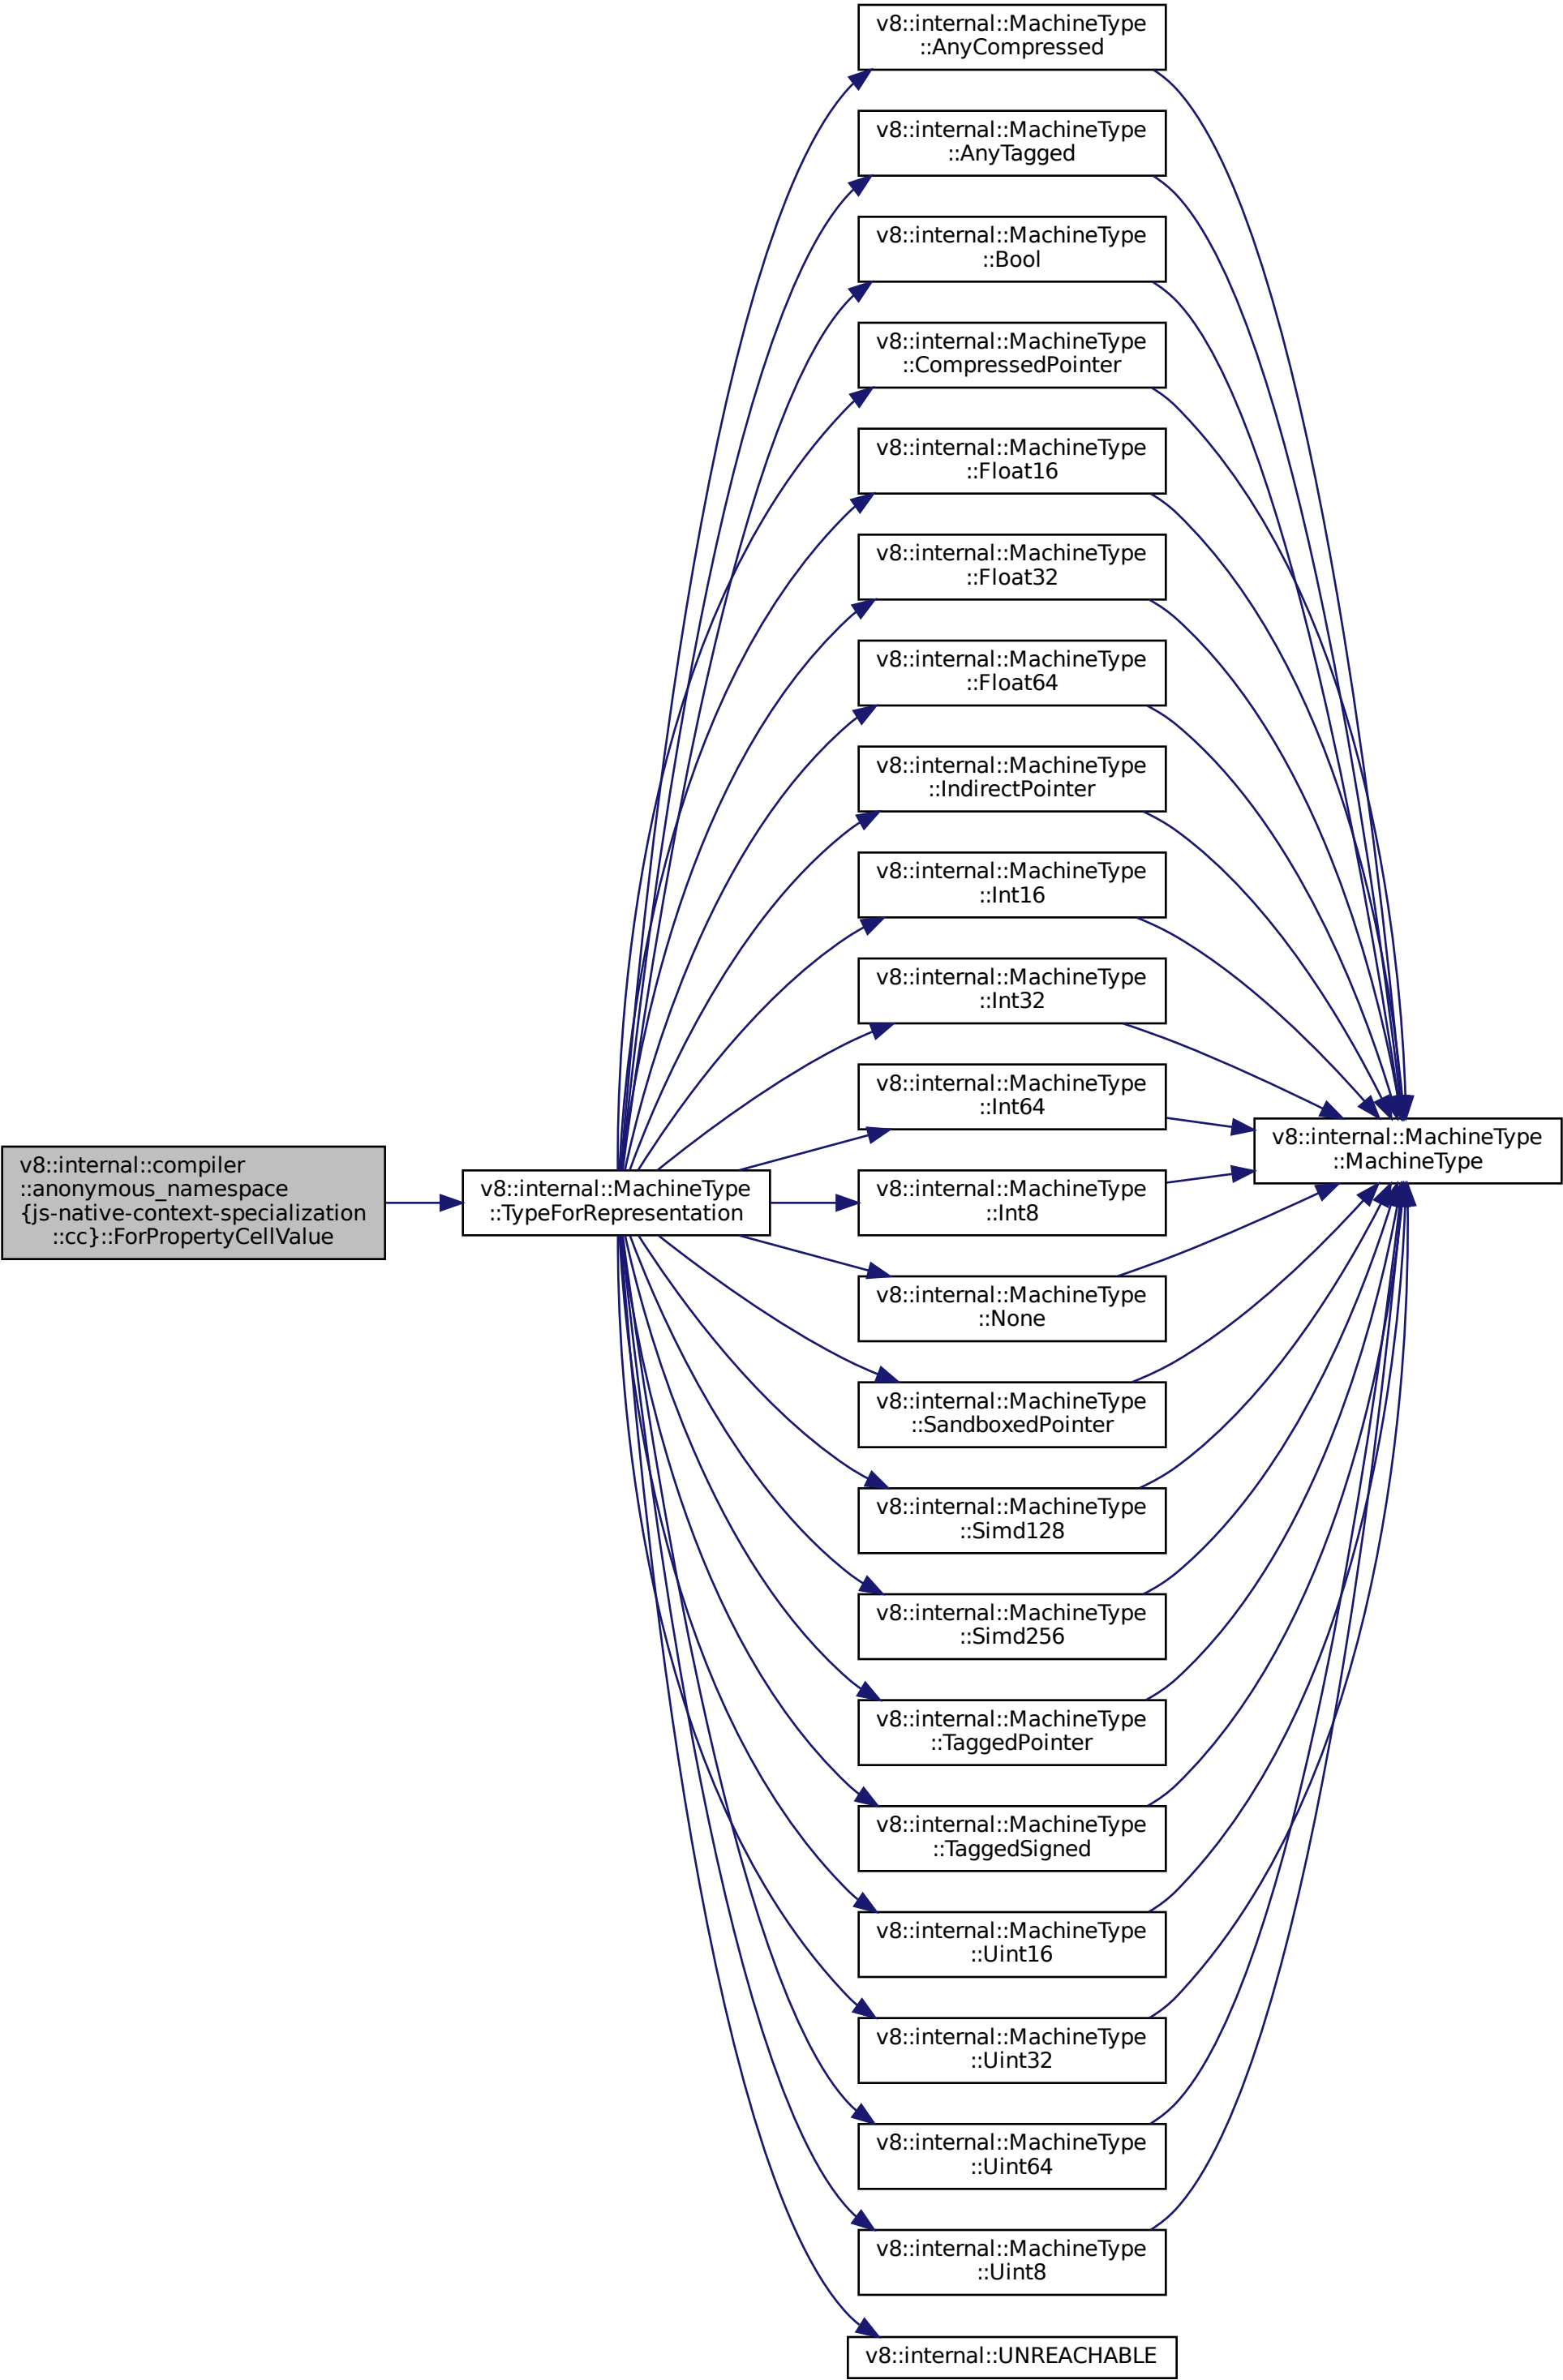 v8::internal::MachineType
::AnyCompressed
v8::internal::MachineType
::AnyTagged
v8::internal::MachineType
::Bool
v8::internal::MachineType
::CompressedPointer
v8::internal::MachineType
::Float16
v8::internal::MachineType
::Float32
v8::internal::MachineType
::Float64
v8::internal::MachineType
::IndirectPointer
v8::internal::MachineType
::Int16
v8::internal::MachineType
::Int32
v8::internal::MachineType
::Int64
v8::internal::MachineType
::MachineType
v8::internal::compiler
::anonymous_namespace
{js-native-context-specialization
::cc}::ForPropertyCellValue
v8::internal::MachineType
::TypeForRepresentation
v8::internal::MachineType
::Int8
v8::internal::MachineType
::None
v8::internal::MachineType
::SandboxedPointer
v8::internal::MachineType
::Simd128
v8::internal::MachineType
::Simd256
v8::internal::MachineType
::TaggedPointer
v8::internal::MachineType
::TaggedSigned
v8::internal::MachineType
::Uint16
v8::internal::MachineType
::Uint32
v8::internal::MachineType
::Uint64
v8::internal::MachineType
::Uint8
v8::internal::UNREACHABLE